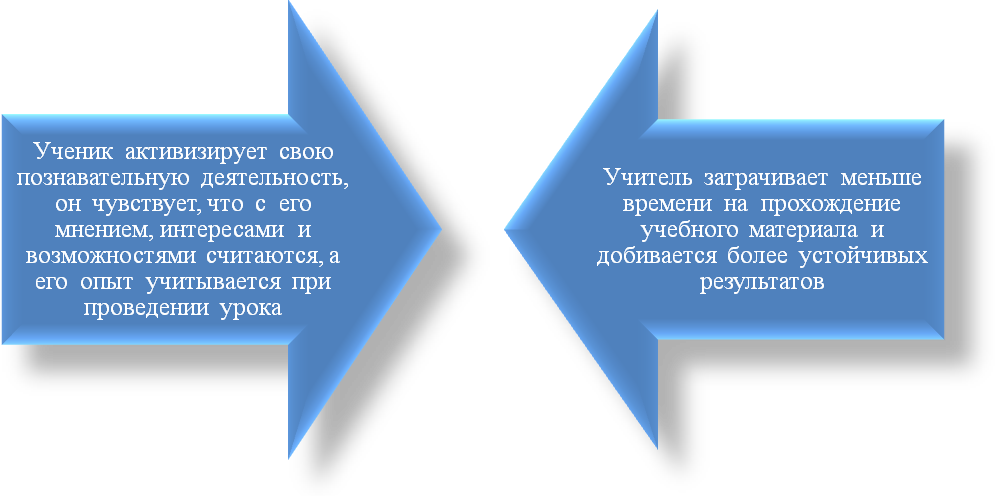 Ученик активизирует свою
познавательную деятельность,
он чувствует, что с его
мнением, интересами и
возможностями считаются, а
его опыт учитывается при
проведении урока
Учитель затрачивает меньше
времени на прохождение
учебного материала и
добивается более устойчивых
результатов